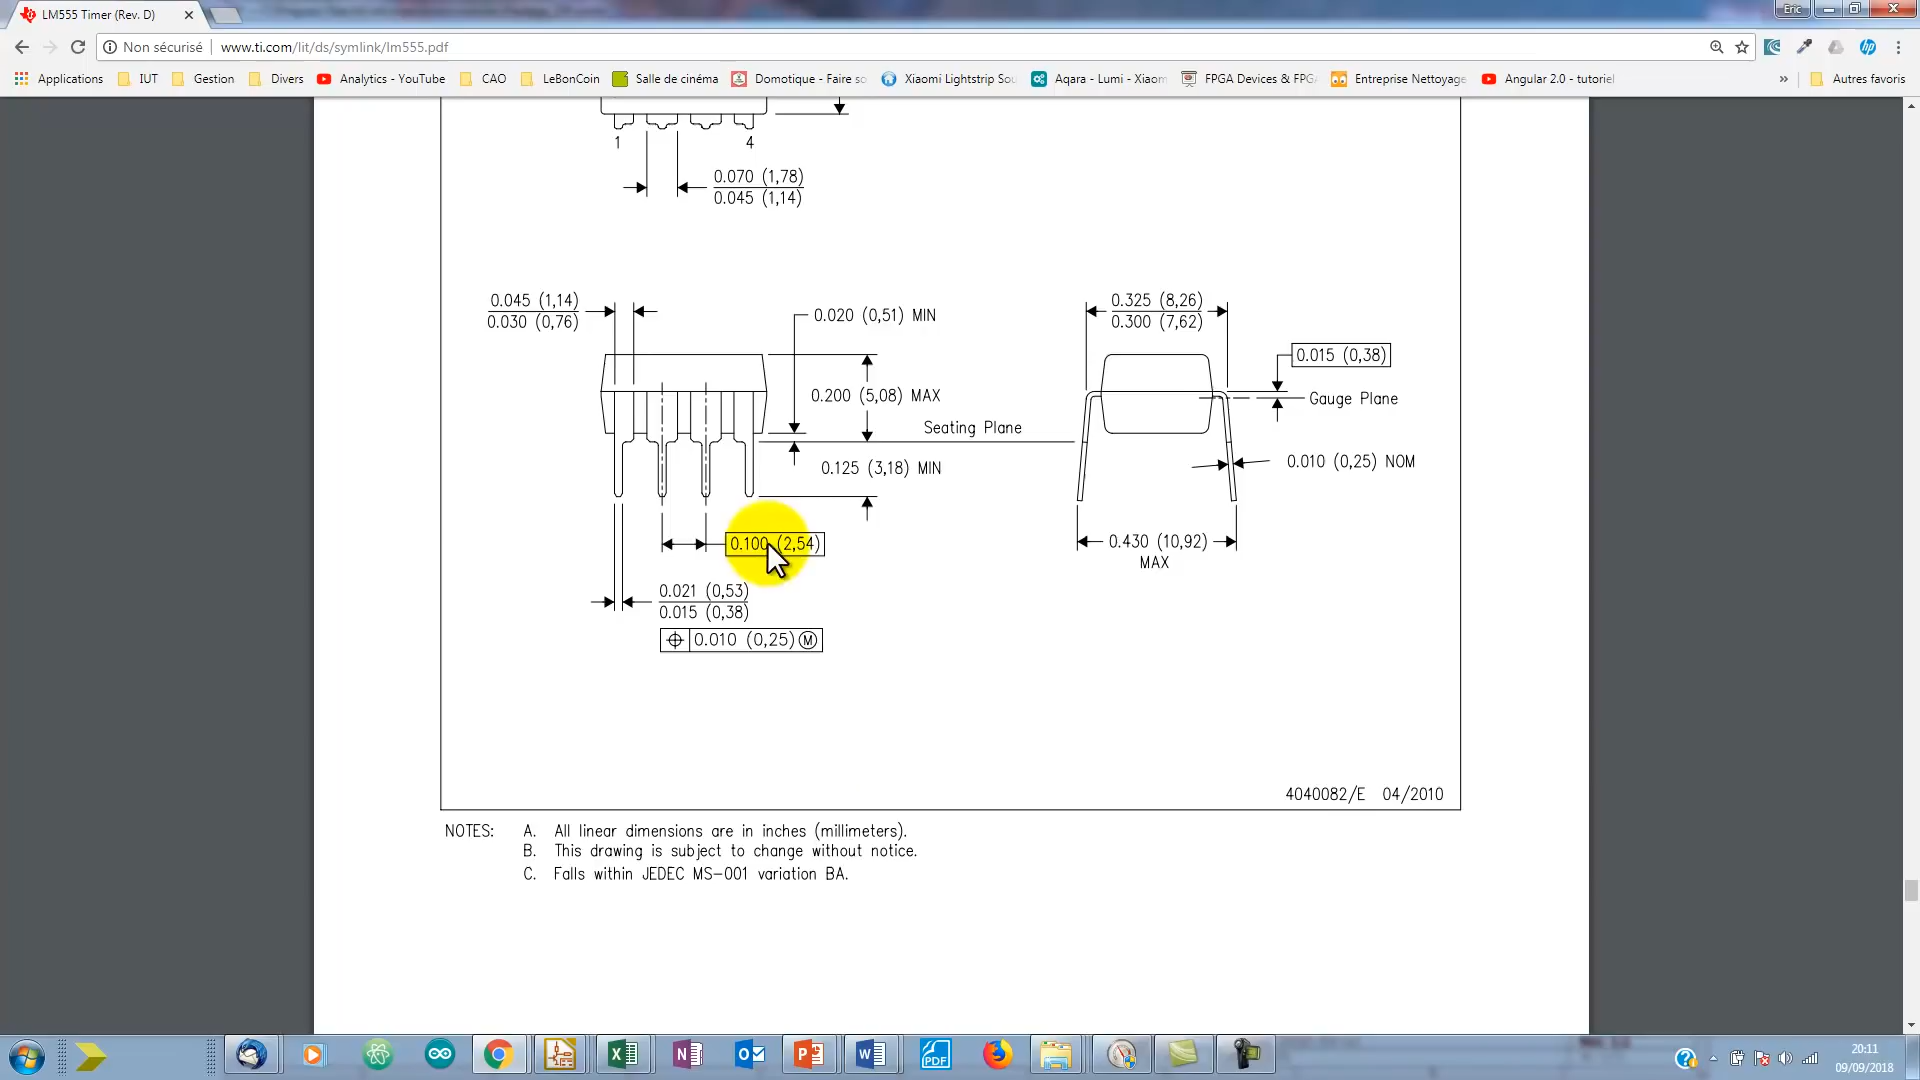 LM555 Timer (Rev. D)
Eric
Non sécurisé
www.ti.com/lit/ds/symlink/lm555.pdf
Applications
IUT
Gestion
Divers
Analytics - YouTube
CAO
LeBonCoin
Salle de cinéma
Domotique - Faire so
Xiaomi Lightstrip Sou
Aqara - Lumi - Xiaom
FPGA Devices & FPGA
Entreprise Nettoyage
Angular 2.0 - tutoriel
»
Autres favoris
1
4
0.070 (1,78)
0.045 (1,14)
0.045 (1,14)
0.030 (0,76)
0.020 (0,51) MIN
0.325 (8,26)
0.300 (7,62)
0.015 (0,38)
0.200 (5,08) MAX
Gauge Plane
Seating Plane
0.125 (3,18) MIN
0.010 (0,25) NOM
0.100 (2,54)
0.430 (10,92)
MAX
0.021 (0,53)
0.015 (0,38)
0.010 (0,25) Ⓜ
4040082/E 04/2010
NOTES: A. All linear dimensions are in inches (millimeters).
B. This drawing is subject to change without notice.
C. Falls within JEDEC MS-001 variation BA.
PDF
20:11
09/09/2018